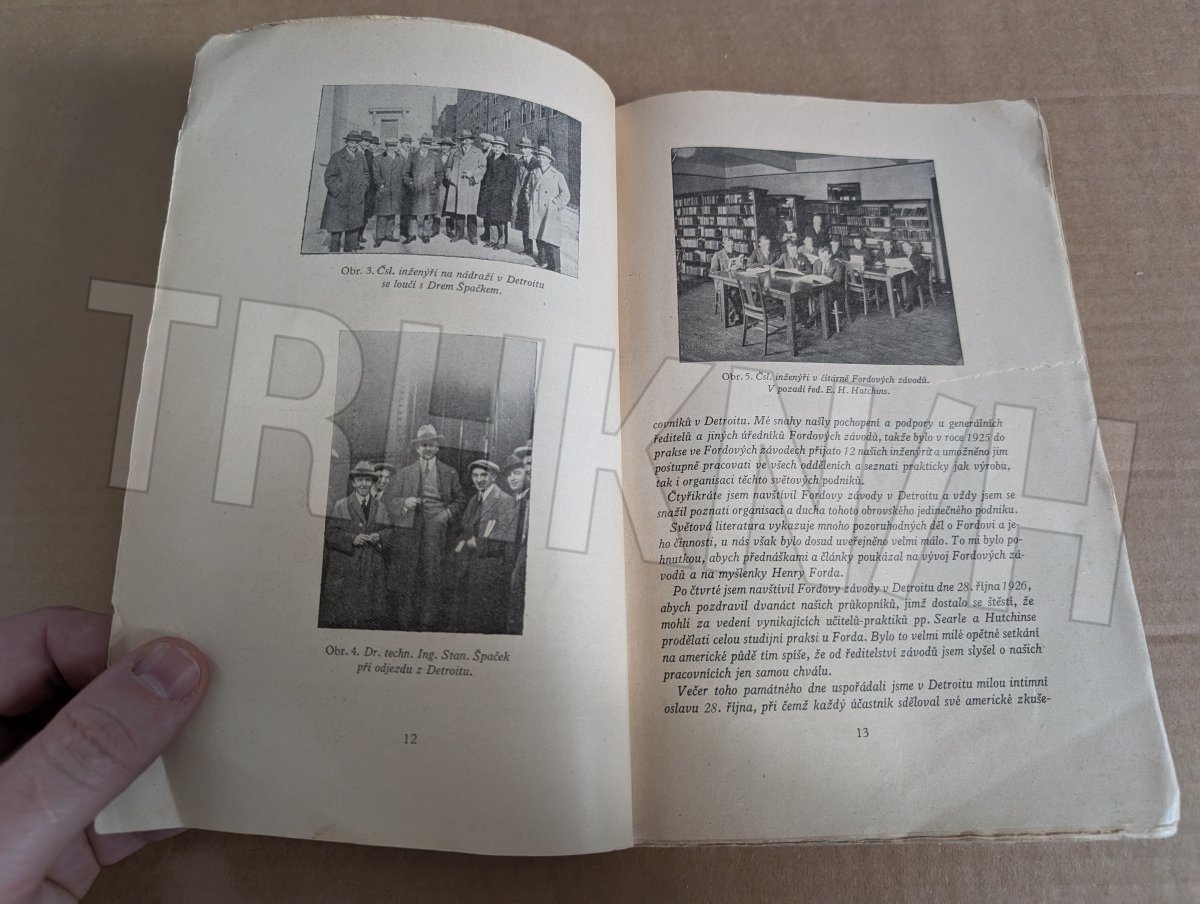 Obr. 3. Čsl. inženýři na nádraží v Detroitu
se loučí s Drem Špačkem.
Obr. 4. Dr. techn. Ing. Stan. Špaček
při odjezdu z Detroitu.
12
Obr. 5. Čsl. inženýři v čítárně Fordových závodů.
V pozadí řed. E. H. Hutchins.
covníků v Detroitu. Mé snahy našly pochopení a podpory u generálních
ředitelů a jiných úředníků Fordových závodů, takže bylo v roce 1925 do
prakse ve Fordových závodech přijato 12 našich inženýrů a umožněno jim
postupně pracovati ve všech odděleních a seznati prakticky jak výrobu,
tak i organisaci těchto světových podniků.
Čtyřikráte jsem navštívil Fordovy závody v Detroitu a vždy jsem se
snažil poznati organisaci a ducha tohoto obrovského jedinečného podniku.
Světová literatura vykazuje mnoho pozoruhodných děl o Fordovi a je-
ho činnosti, u nás však bylo dosud uveřejněno velmi málo. To mi bylo po-
hnutkou, abych přednáškami a články poukázal na vývoj Fordových zá-
vodů a na myšlenky Henry Forda.
Po čtvrté jsem navštívil Fordovy závody v Detroitu dne 28. října 1926,
abych pozdravil dvanáct našich průkopníků, jimž dostalo se štěstí, že
mohli za vedení vynikajících učitelů-praktiků pp. Searle a Hutchinse
prodělati celou studijní praksi u Forda. Bylo to velmi milé opětné setkání
na americké půdě tím spíše, že od ředitelství závodů jsem slyšel o našich
pracovnících jen samou chválu.
Večer toho památného dne uspořádali jsme v Detroitu milou intimní
oslavu 28. října, při čemž každý účastník sděloval své americké zkuše-
13
TRHKNIH